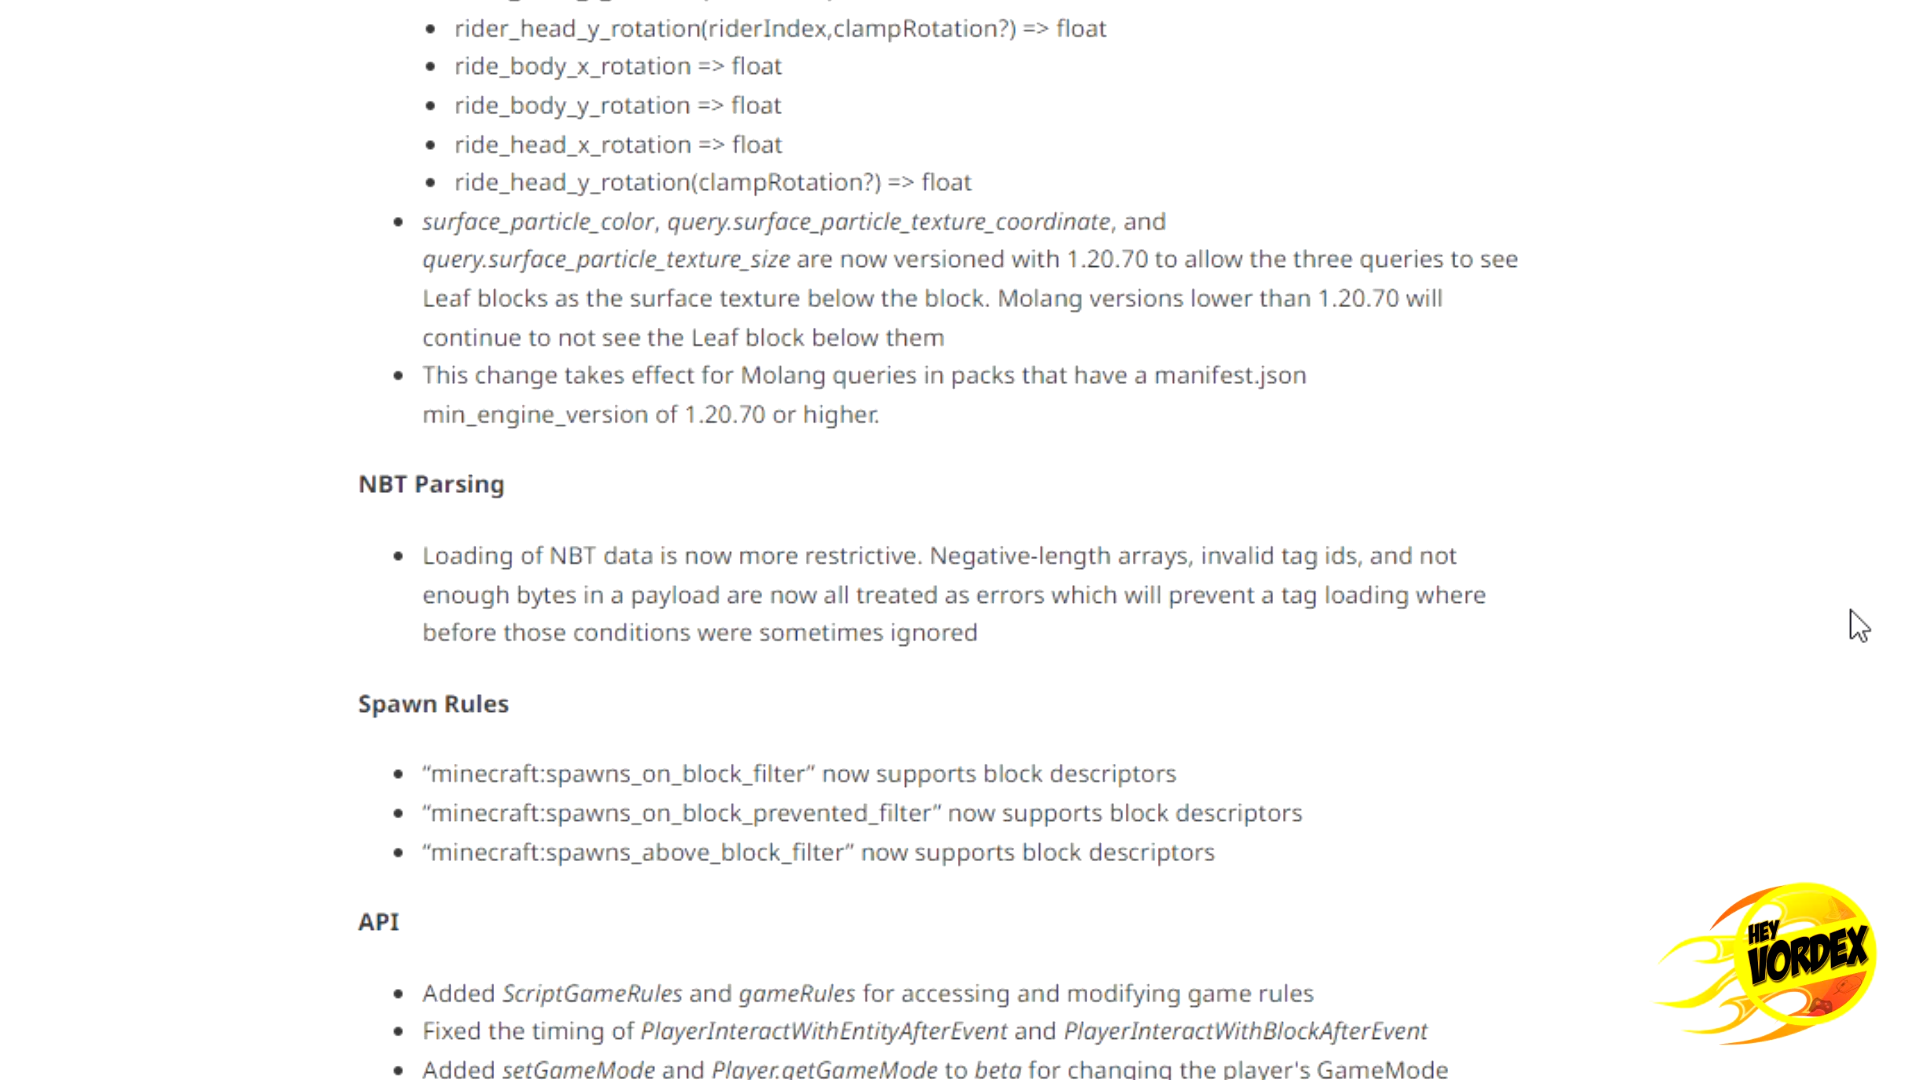 rider_head_y_rotation(riderIndex,clampRotation?) => float
ride_body_x_rotation => float
ride_body_y_rotation => float
ride_head_x_rotation => float
ride_head_y_rotation(clampRotation?) => float
surface_particle_color, query.surface_particle_texture_coordinate, and
query.surface_particle_texture_size are now versioned with 1.20.70 to allow the three queries to see
Leaf blocks as the surface texture below the block. Molang versions lower than 1.20.70 will
continue to not see the Leaf block below them
This change takes effect for Molang queries in packs that have a manifest.json
min_engine_version of 1.20.70 or higher.
NBT Parsing
Loading of NBT data is now more restrictive. Negative-length arrays, invalid tag ids, and not
enough bytes in a payload are now all treated as errors which will prevent a tag loading where
before those conditions were sometimes ignored
Spawn Rules
“minecraft:spawns_on_block_filter” now supports block descriptors
“minecraft:spawns_on_block_prevented_filter” now supports block descriptors
“minecraft:spawns_above_block_filter” now supports block descriptors
API
Added ScriptGameRules and gameRules for accessing and modifying game rules
Fixed the timing of PlayerInteractWithEntityAfterEvent and PlayerInteractWithBlockAfterEvent
Added setGameMode and Player.getGameMode to beta for changing the player's GameMode
HEY
VORDEX